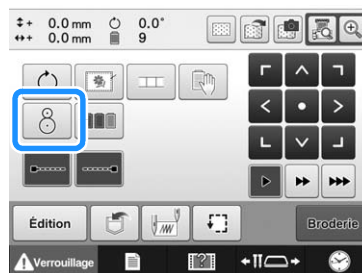 + 0.0 mm 0.0°
+ 0.0 mm 9
Édition
Broderie
Verrouillage